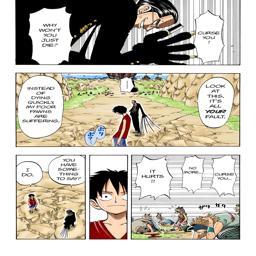 CURSE
YOU
WHY
WON'T
YOU
JUST
DIE?
LOOK
AT
THIS,
IT'S
ALL
YOUR
FAULT.
INSTEAD
OF
DYING
QUICKLY,
MY POOR
PAWNS
ARE
SUFFERING.
CURSE
YOU...
NO
MORE...
IT
HURTS
!!
YOU
HAVE
SOME-
THING
TO SAY?
DO.